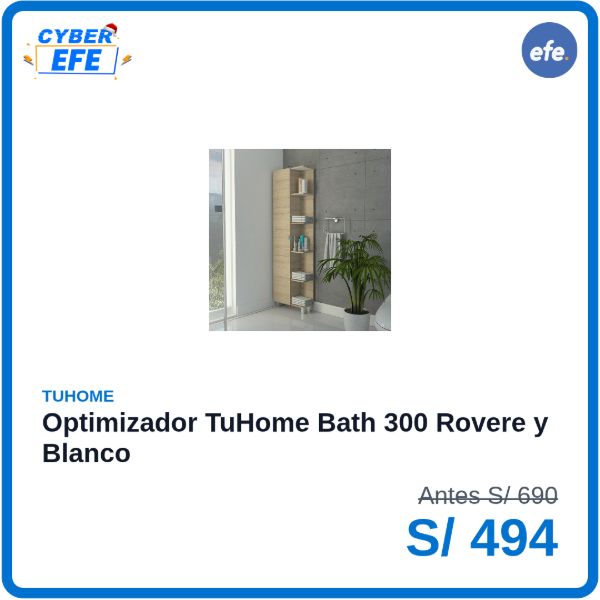 CYBER
EFE
efe.
TUHOME
Optimizador TuHome Bath 300 Rovere y
Blanco
Antes S/ 690
S/ 494